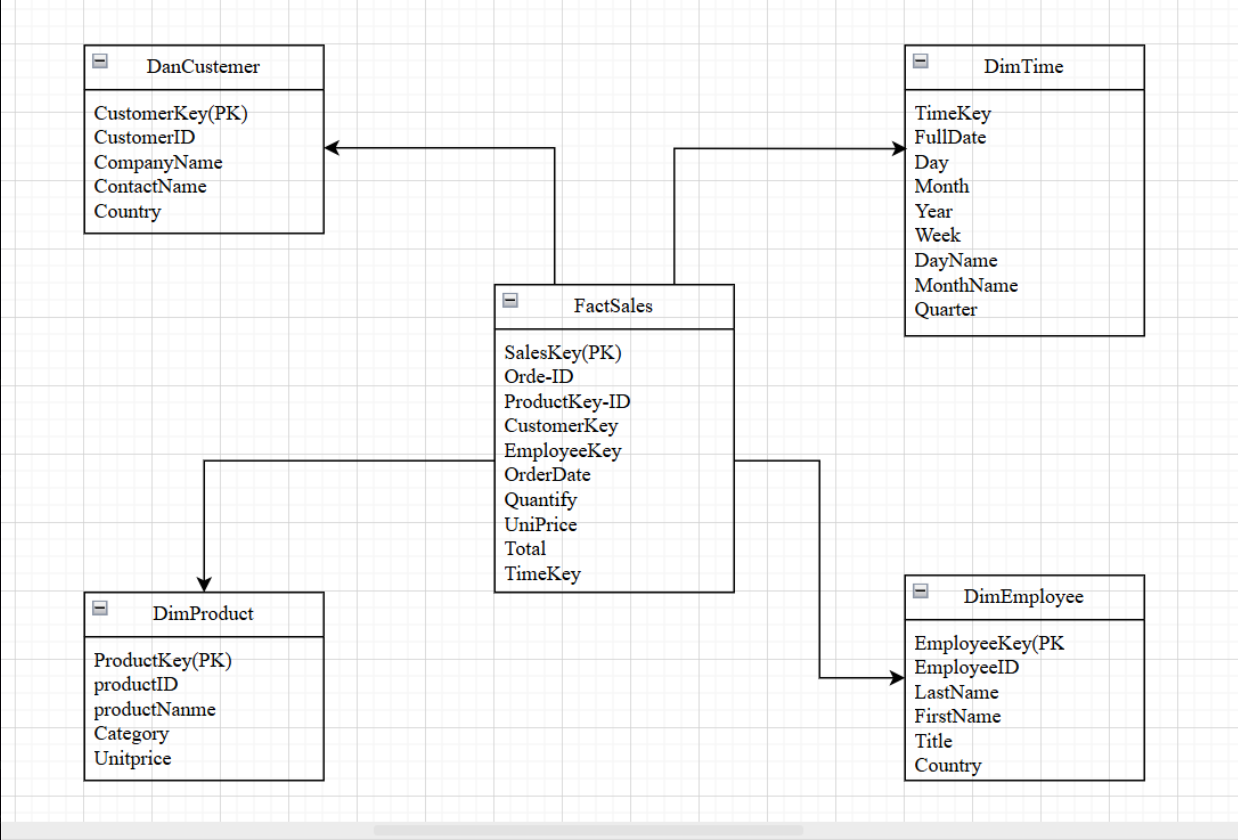 DanCustemer
CustomerKey(PK)
CustomerID
CompanyName
ContactName
Country
DimTime
TimeKey
FullDate
Day
Month
Year
Week
DayName
MonthName
Quarter
FactSales
SalesKey(PK)
Orde-ID
ProductKey-ID
CustomerKey
EmployeeKey
OrderDate
Quantify
UniPrice
Total
TimeKey
DimProduct
ProductKey(PK)
productID
productNanme
Category
Unitprice
DimEmployee
EmployeeKey(PK
EmployeeID
LastName
FirstName
Title
Country